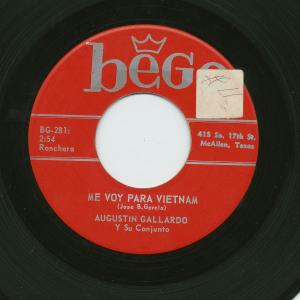 bego
BG-281:
2:54
Ranchera
415 So. 17th St.
McAllen, Texas
ME VOY PARA VIETNAM
(Jose B. Garcia)
AUGUSTIN GALLARDO
Y Su Conjunto